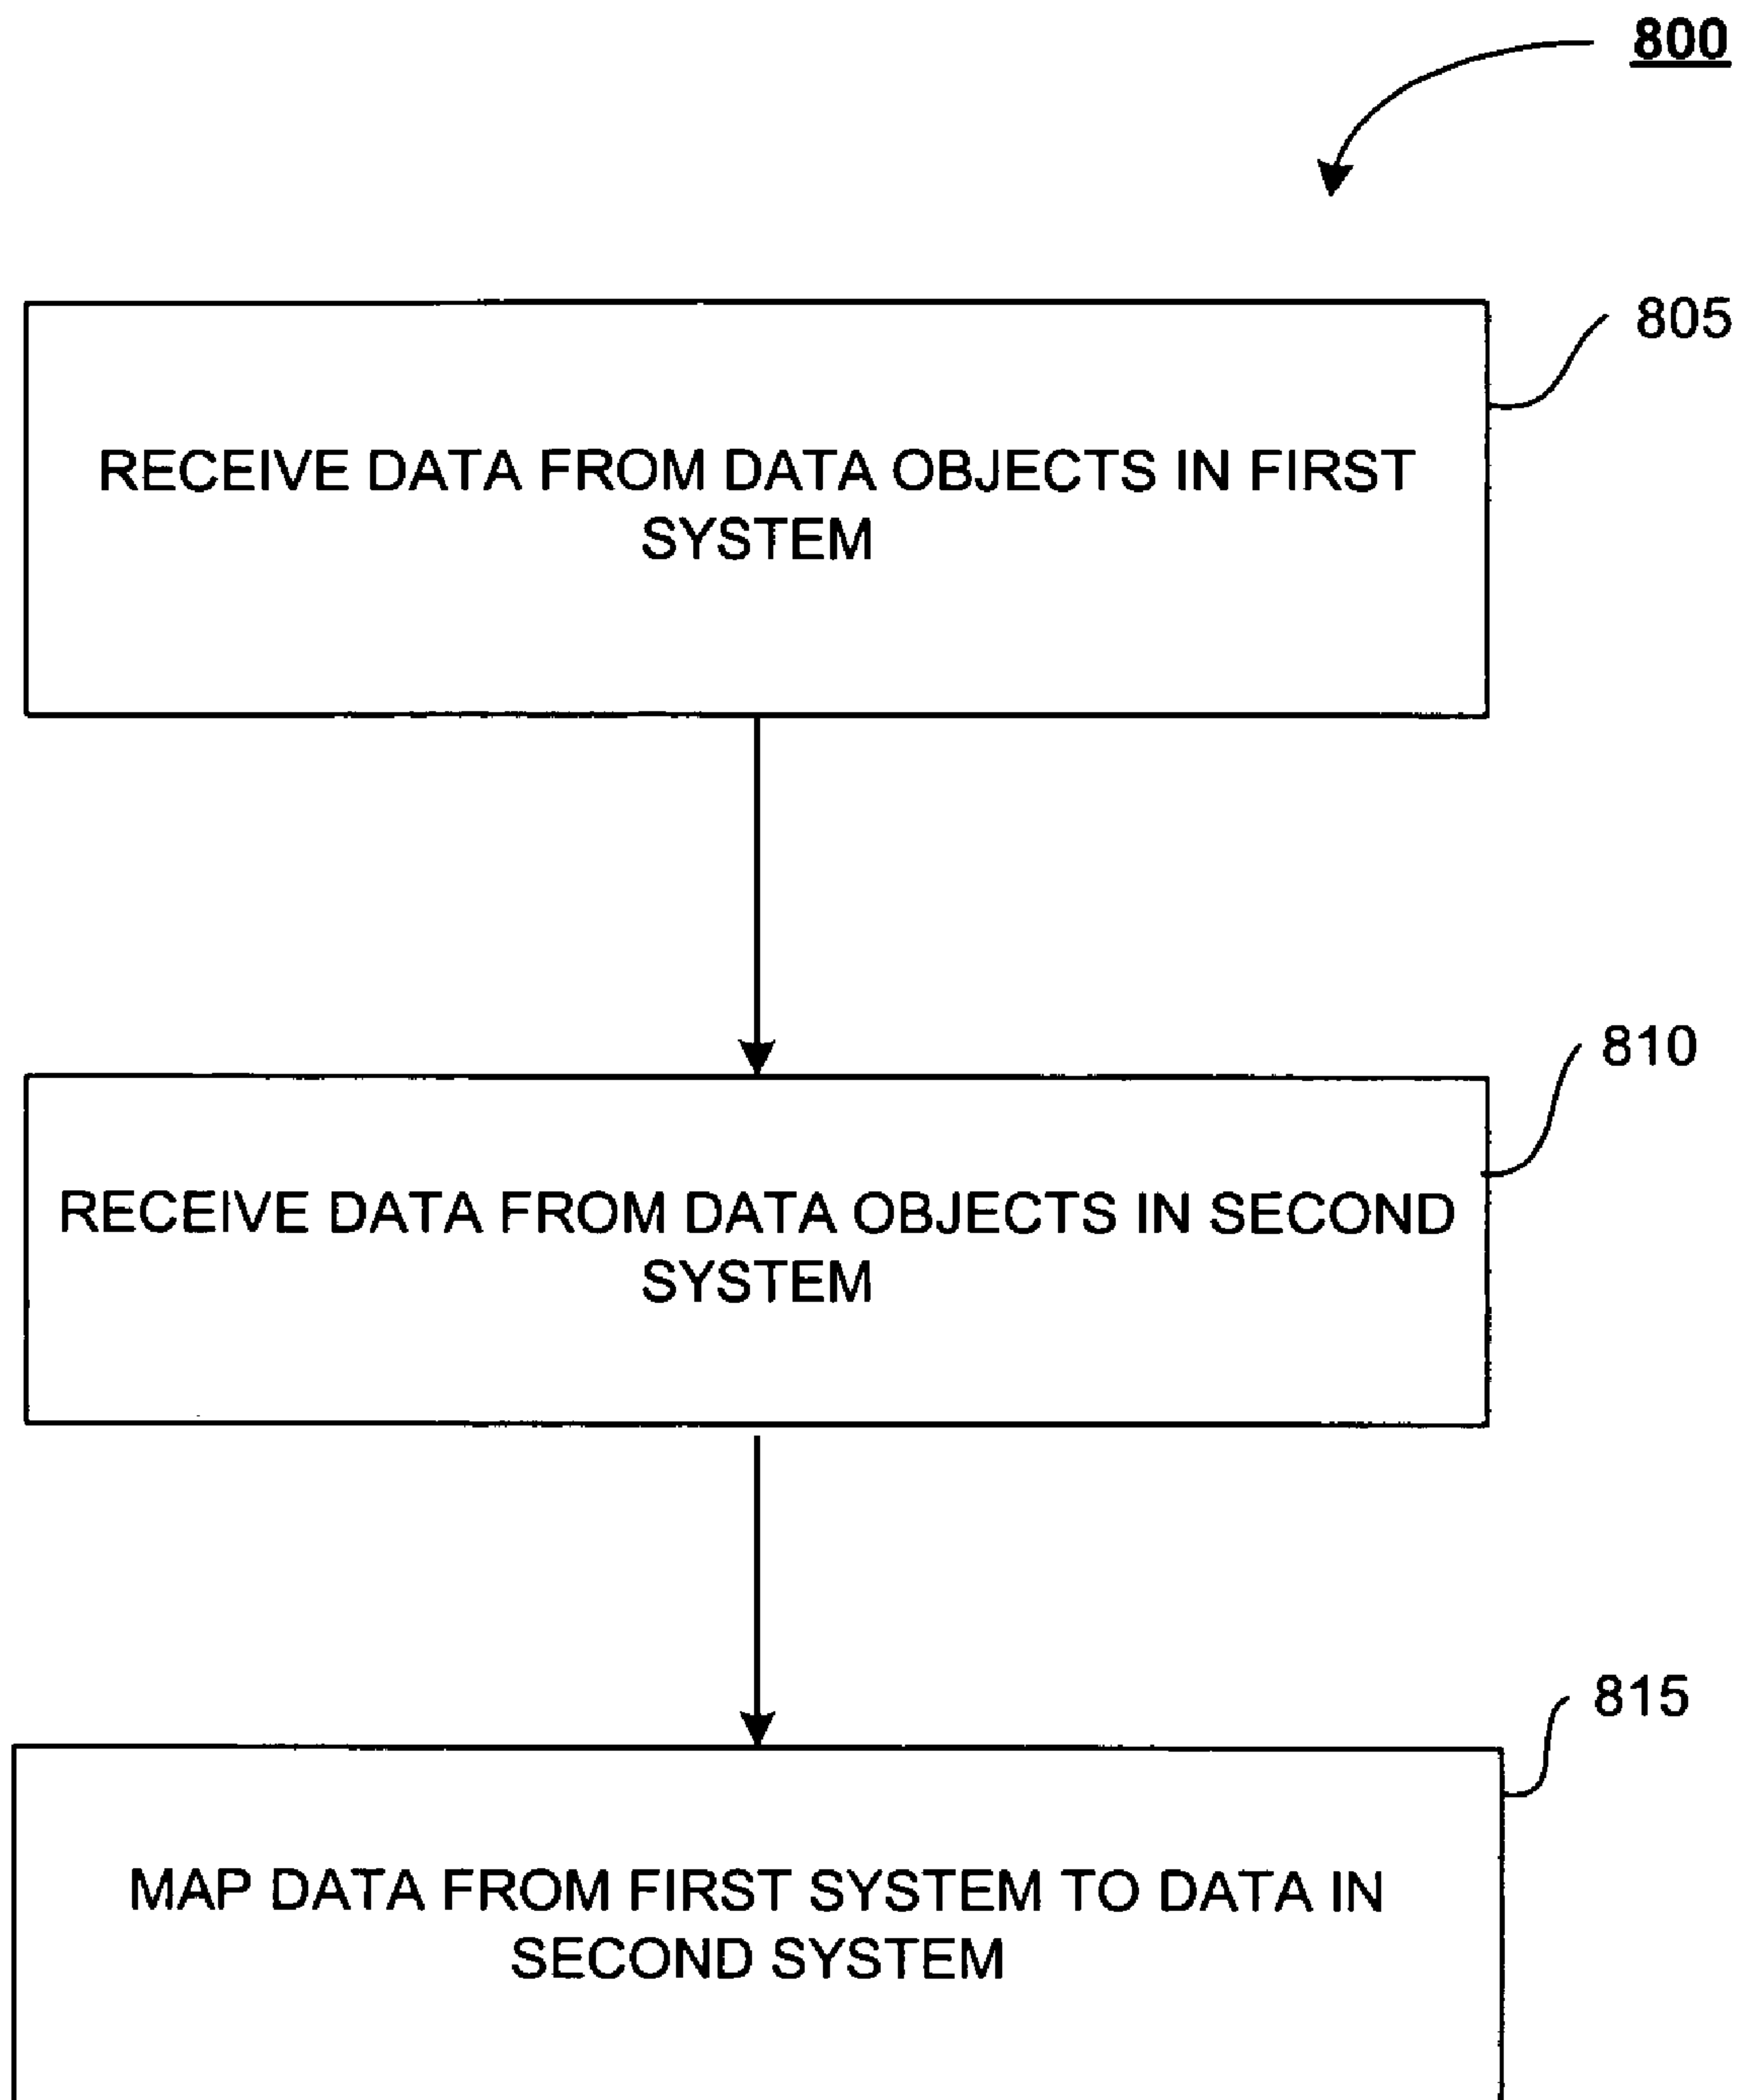 800
805
RECEIVE DATA FROM DATA OBJECTS IN FIRST
SYSTEM
810
RECEIVE DATA FROM DATA OBJECTS IN SECOND
SYSTEM
815
MAP DATA FROM FIRST SYSTEM TO DATA IN
SECOND SYSTEM